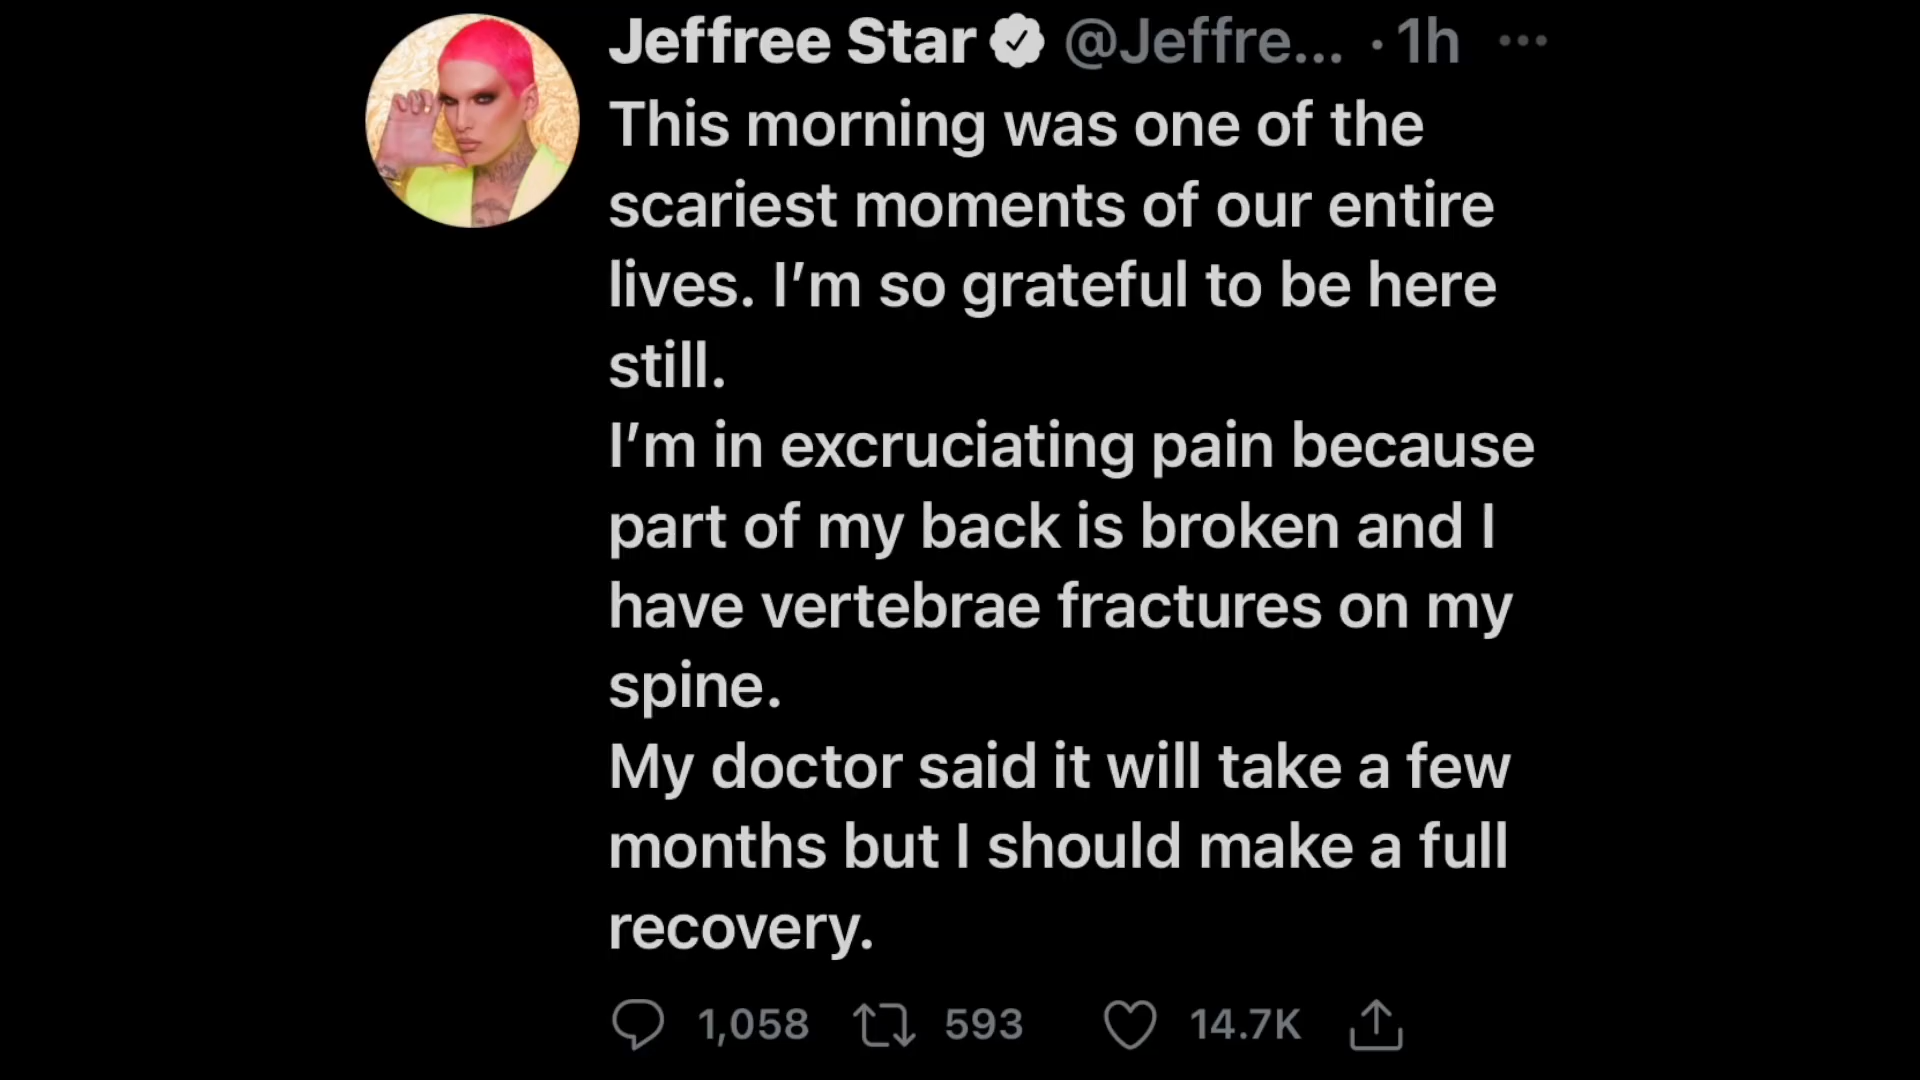 Jeffree Star @Jeffre... · 1h ...
This morning was one of the
scariest moments of our entire
lives. I’m so grateful to be here
still.
I’m in excruciating pain because
part of my back is broken and I
have vertebrae fractures on my
spine.
My doctor said it will take a few
months but I should make a full
recovery.
1,058 593 14.7K